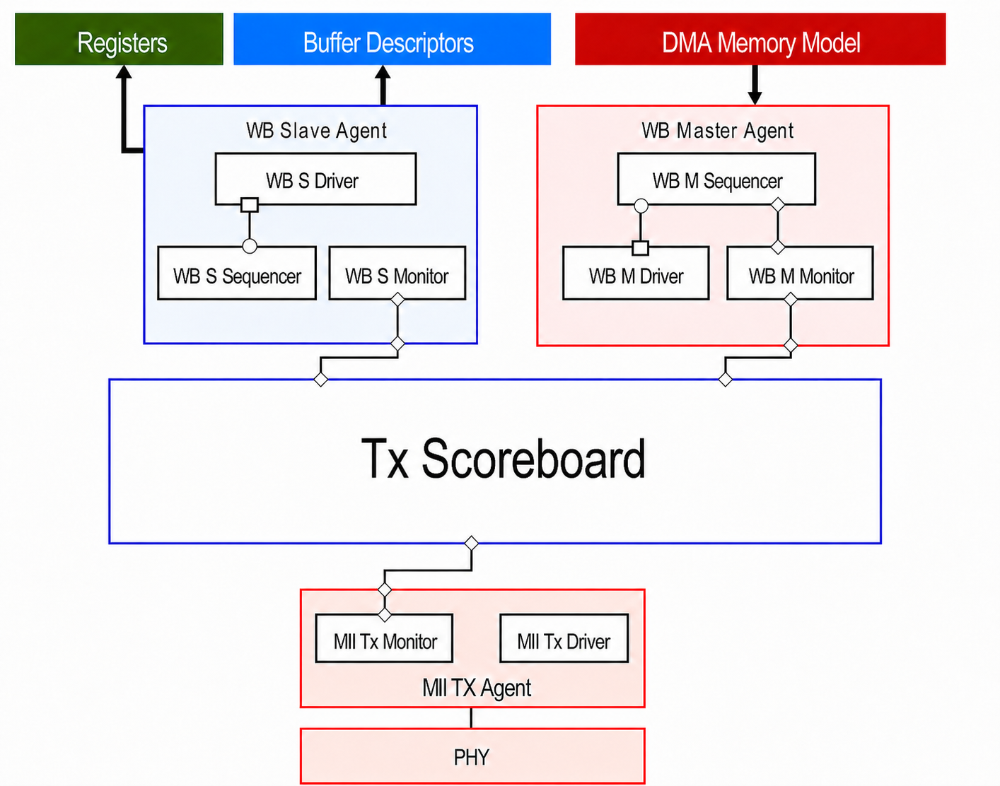 Registers
Buffer Descriptors
DMA Memory Model
WB Slave Agent
WB Master Agent
WB S Driver
WB M Sequencer
WB S Sequencer
WB S Monitor
WB M Driver
WB M Monitor
Tx Scoreboard
MII Tx Monitor
MII Tx Driver
MII TX Agent
PHY